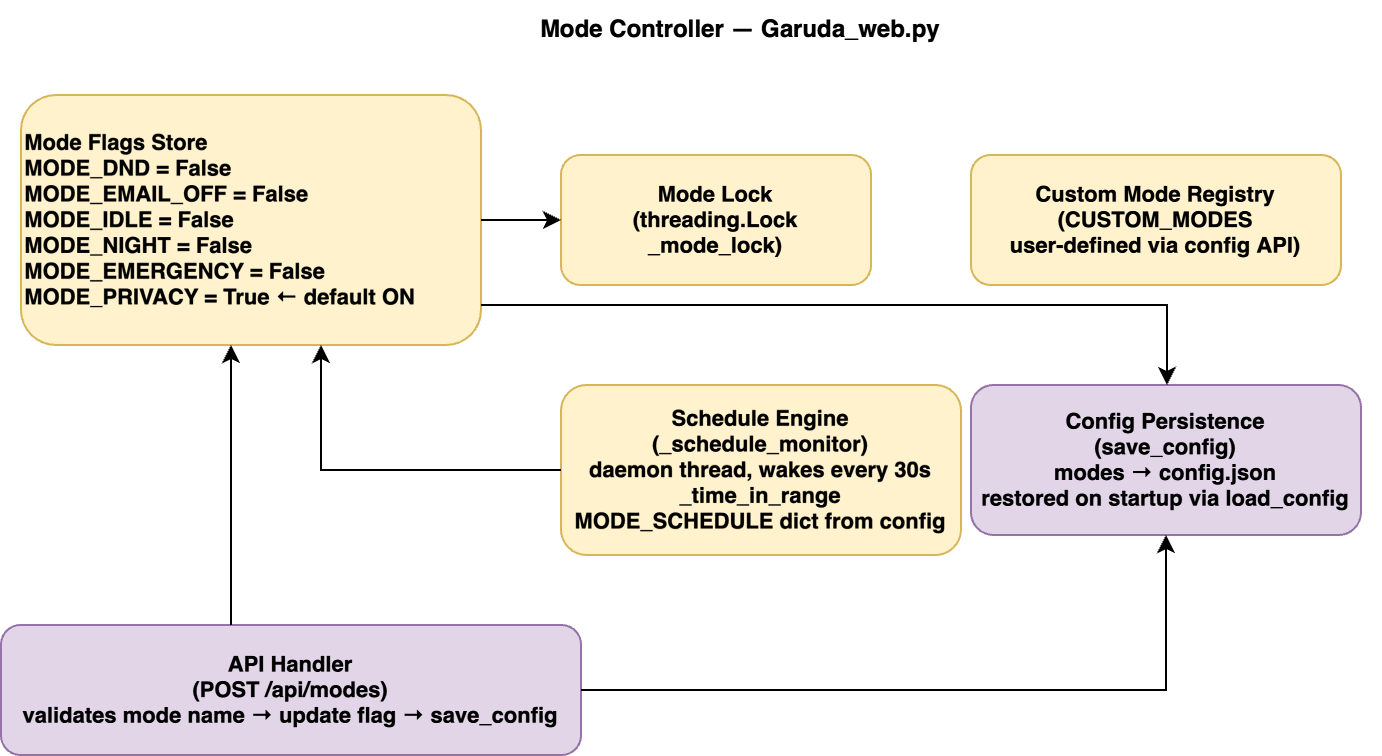 Mode Controller — Garuda_web.py
Mode Flags Store
MODE_DND = False
MODE_EMAIL_OFF = False
MODE_IDLE = False
MODE_NIGHT = False
MODE_EMERGENCY = False
MODE_PRIVACY = True ← default ON
Mode Lock
(threading.Lock
_mode_lock)
Custom Mode Registry
(CUSTOM_MODES
user-defined via config API)
Schedule Engine
(_schedule_monitor)
daemon thread, wakes every 30s
_time_in_range
MODE_SCHEDULE dict from config
Config Persistence
(save_config)
modes → config.json
restored on startup via load_config
API Handler
(POST /api/modes)
validates mode name → update flag → save_config